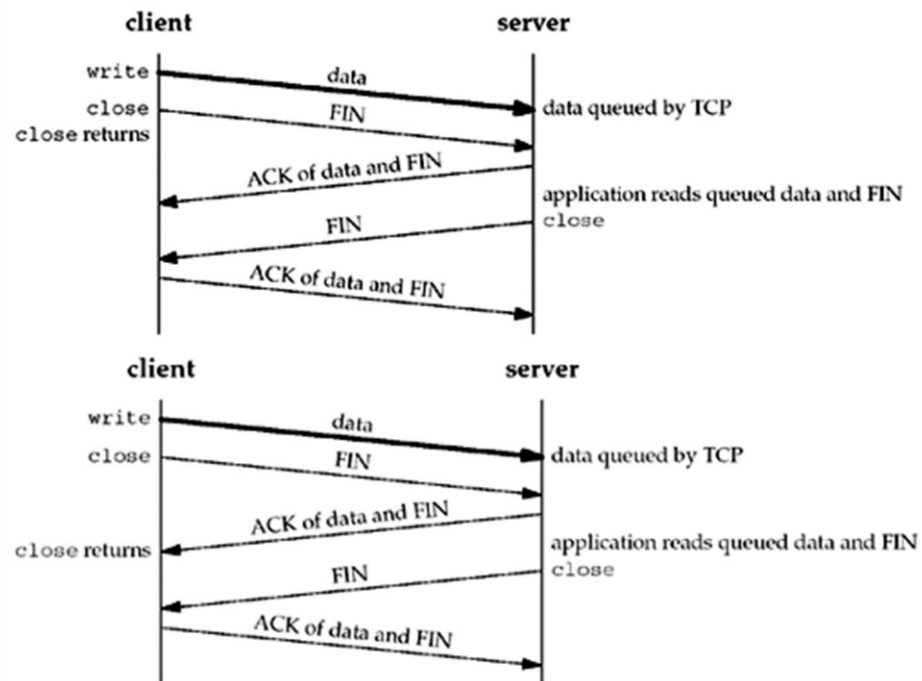 client server
write data
data queued by TCP
close FIN
close returns
ACK of data and FIN
application reads queued data and FIN
FIN close
ACK of data and FIN
client server
write data
data queued by TCP
close FIN
ACK of data and FIN
close returns
application reads queued data and FIN
FIN close
ACK of data and FIN